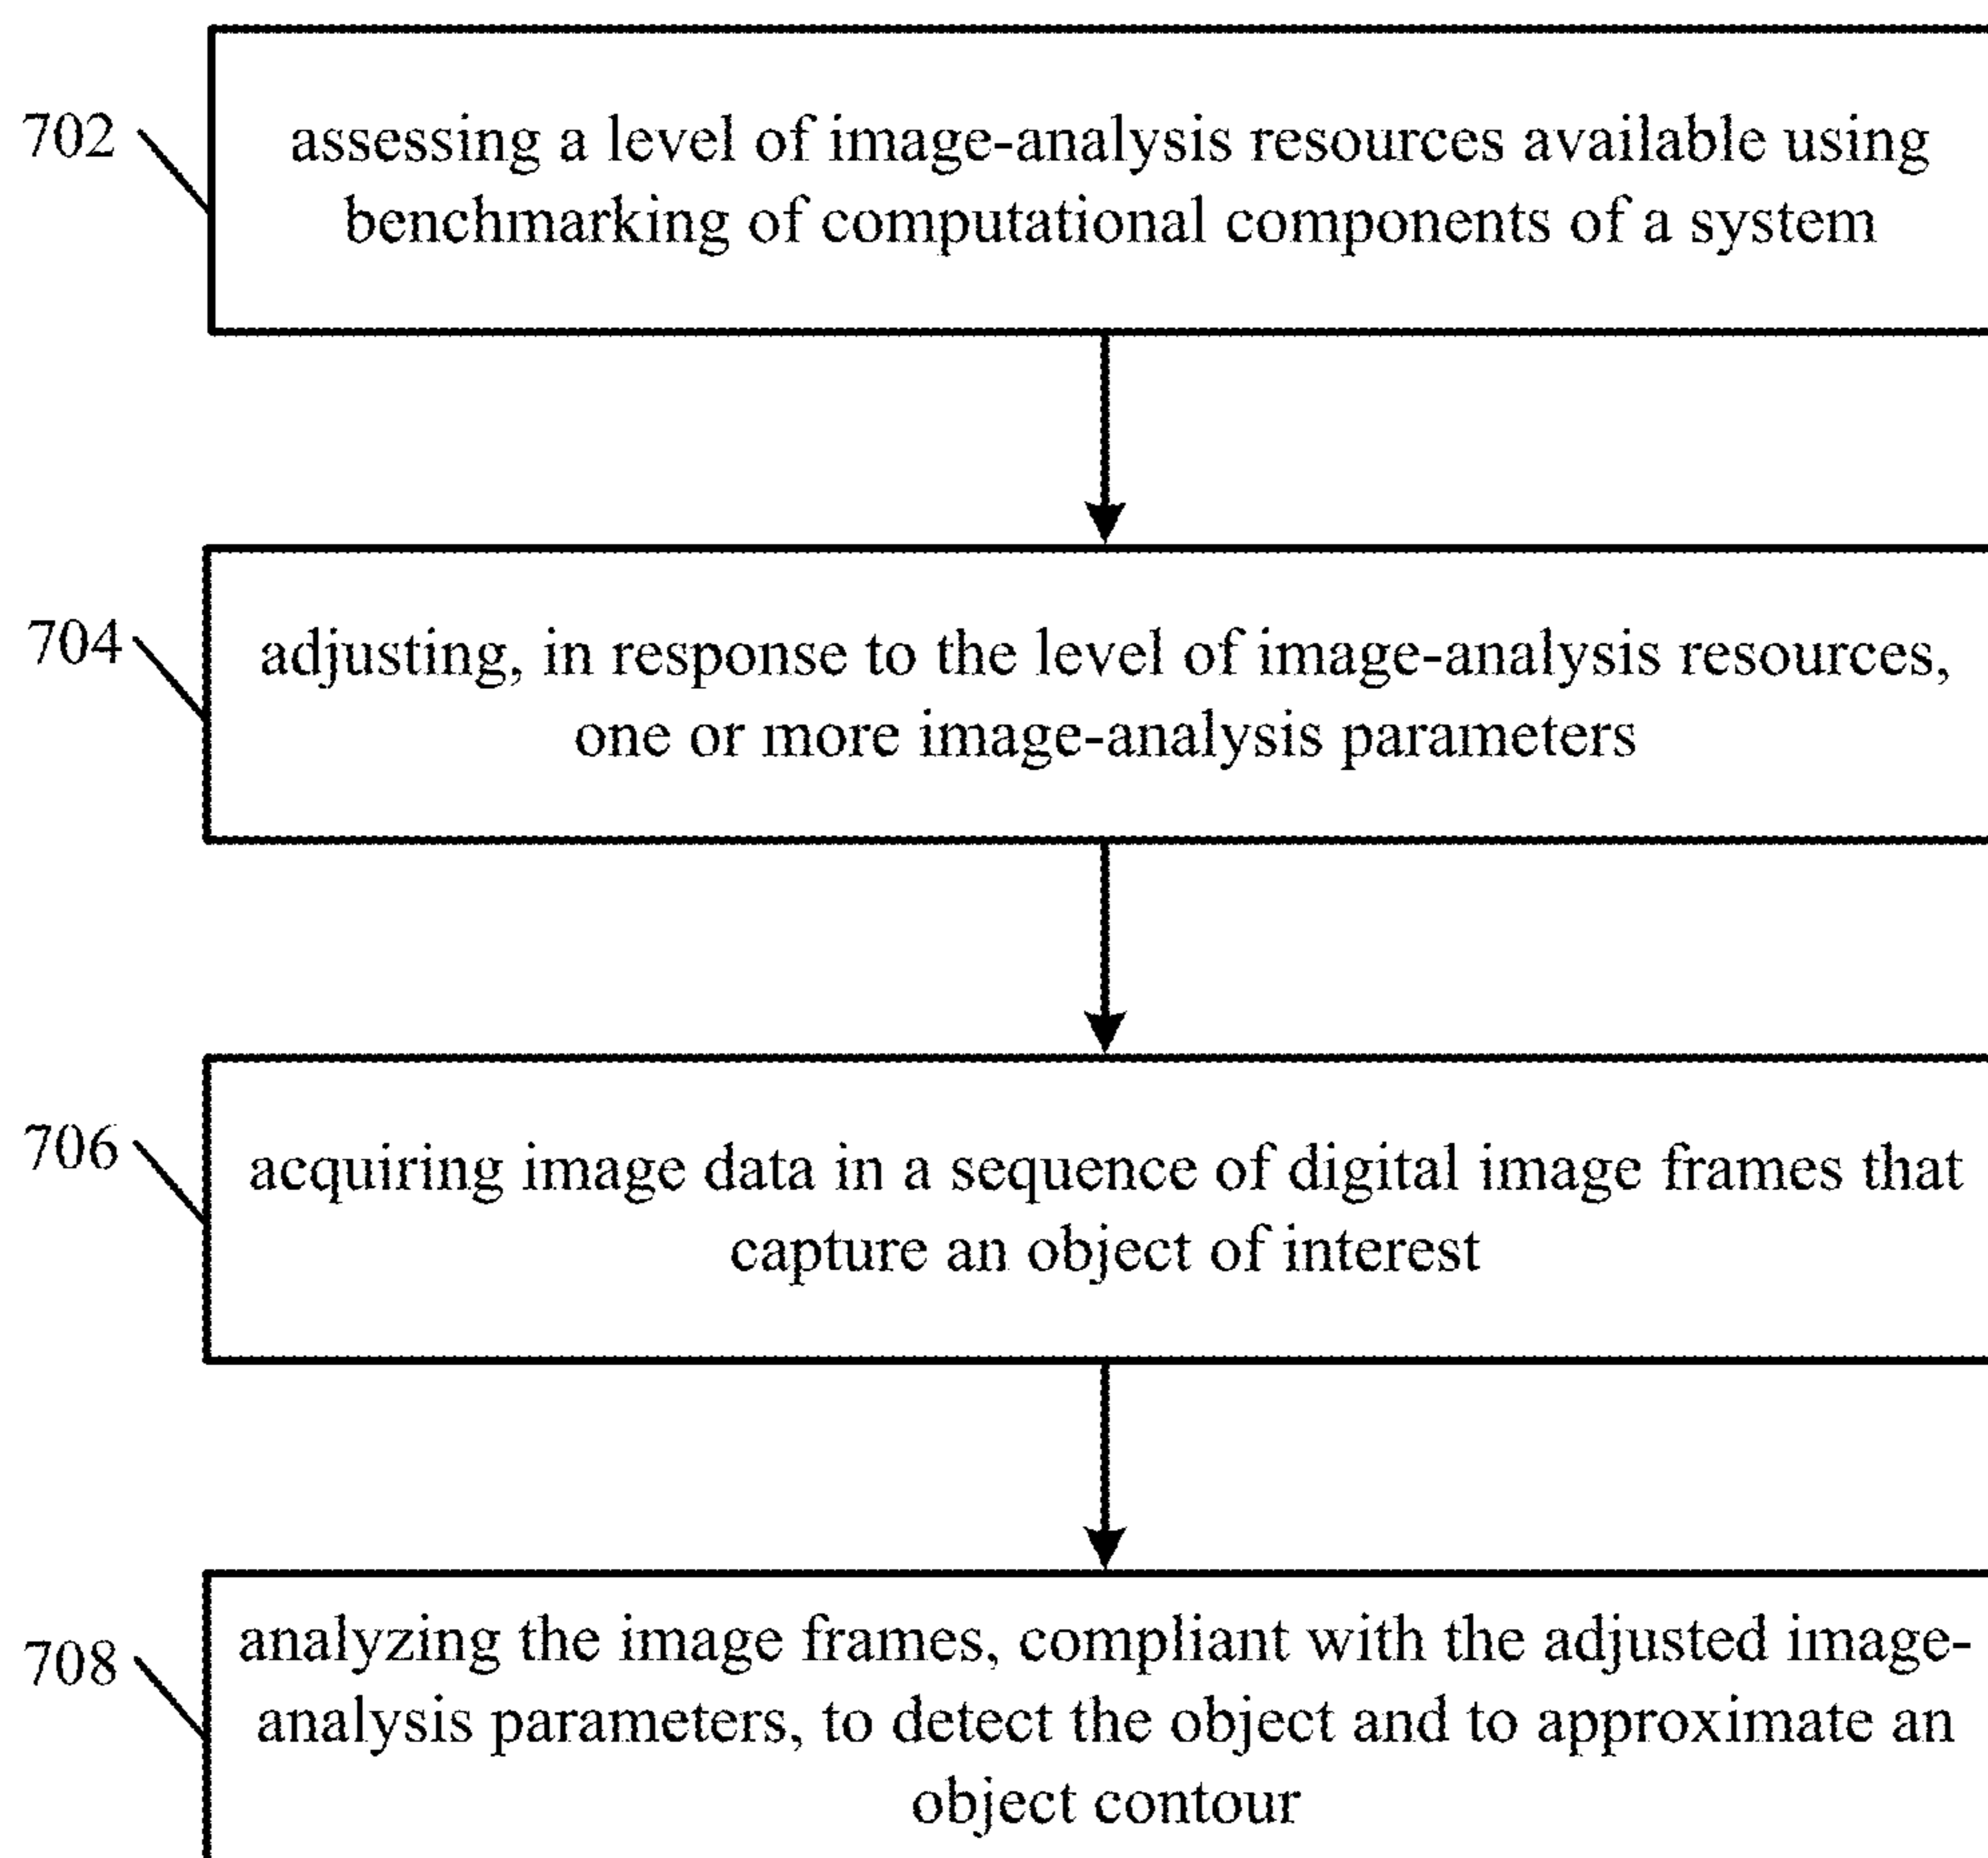 702
assessing a level of image-analysis resources available using
benchmarking of computational components of a system
704
adjusting, in response to the level of image-analysis resources,
one or more image-analysis parameters
706
acquiring image data in a sequence of digital image frames that
capture an object of interest
708
analyzing the image frames, compliant with the adjusted image-
analysis parameters, to detect the object and to approximate an
object contour